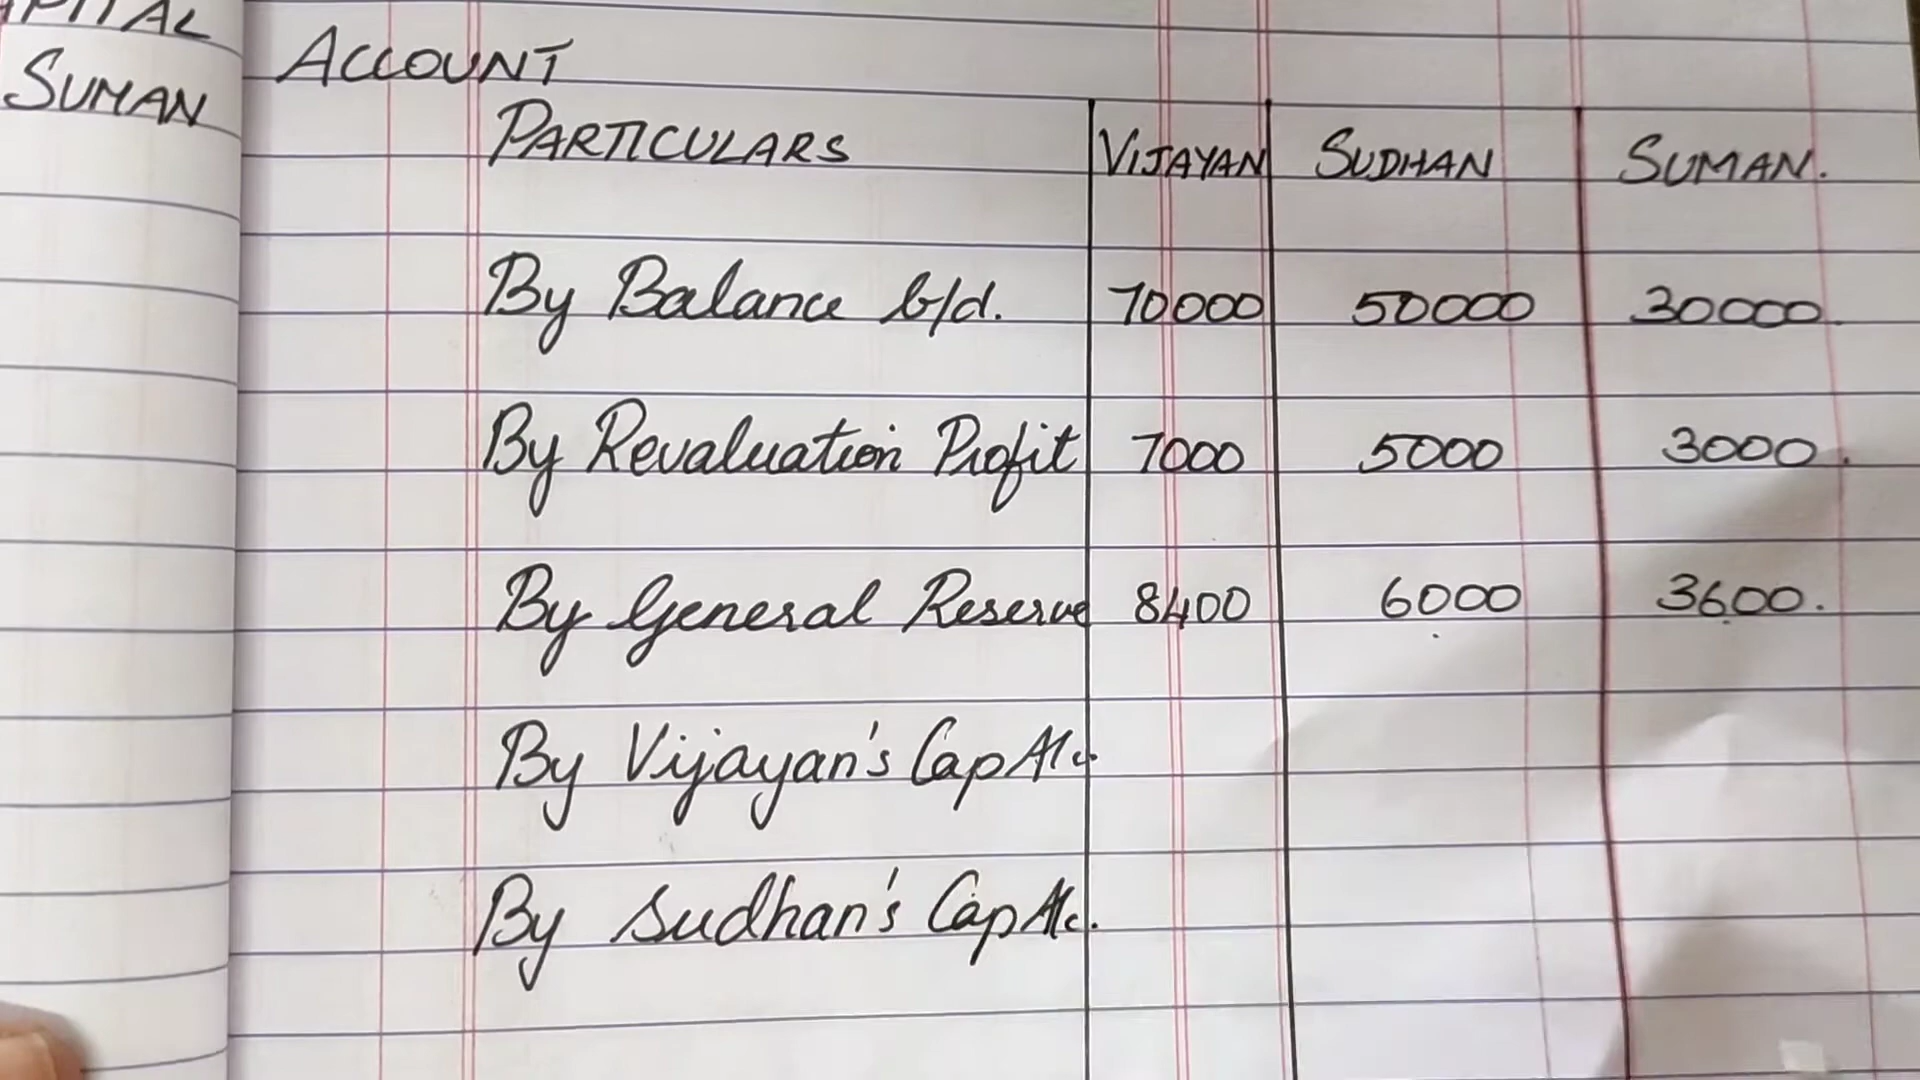 SUMAN
ACCOUNT
PARTICULARS VIJAYAN SUDHAN SUMAN.
By Balance b/d. 70000 50000 30000.
By Revaluation Profit 7000 5000 3000.
By General Reserve 8400 6000 3600.
By Vijayan's Cap A/c.
By Sudhan's Cap A/c.